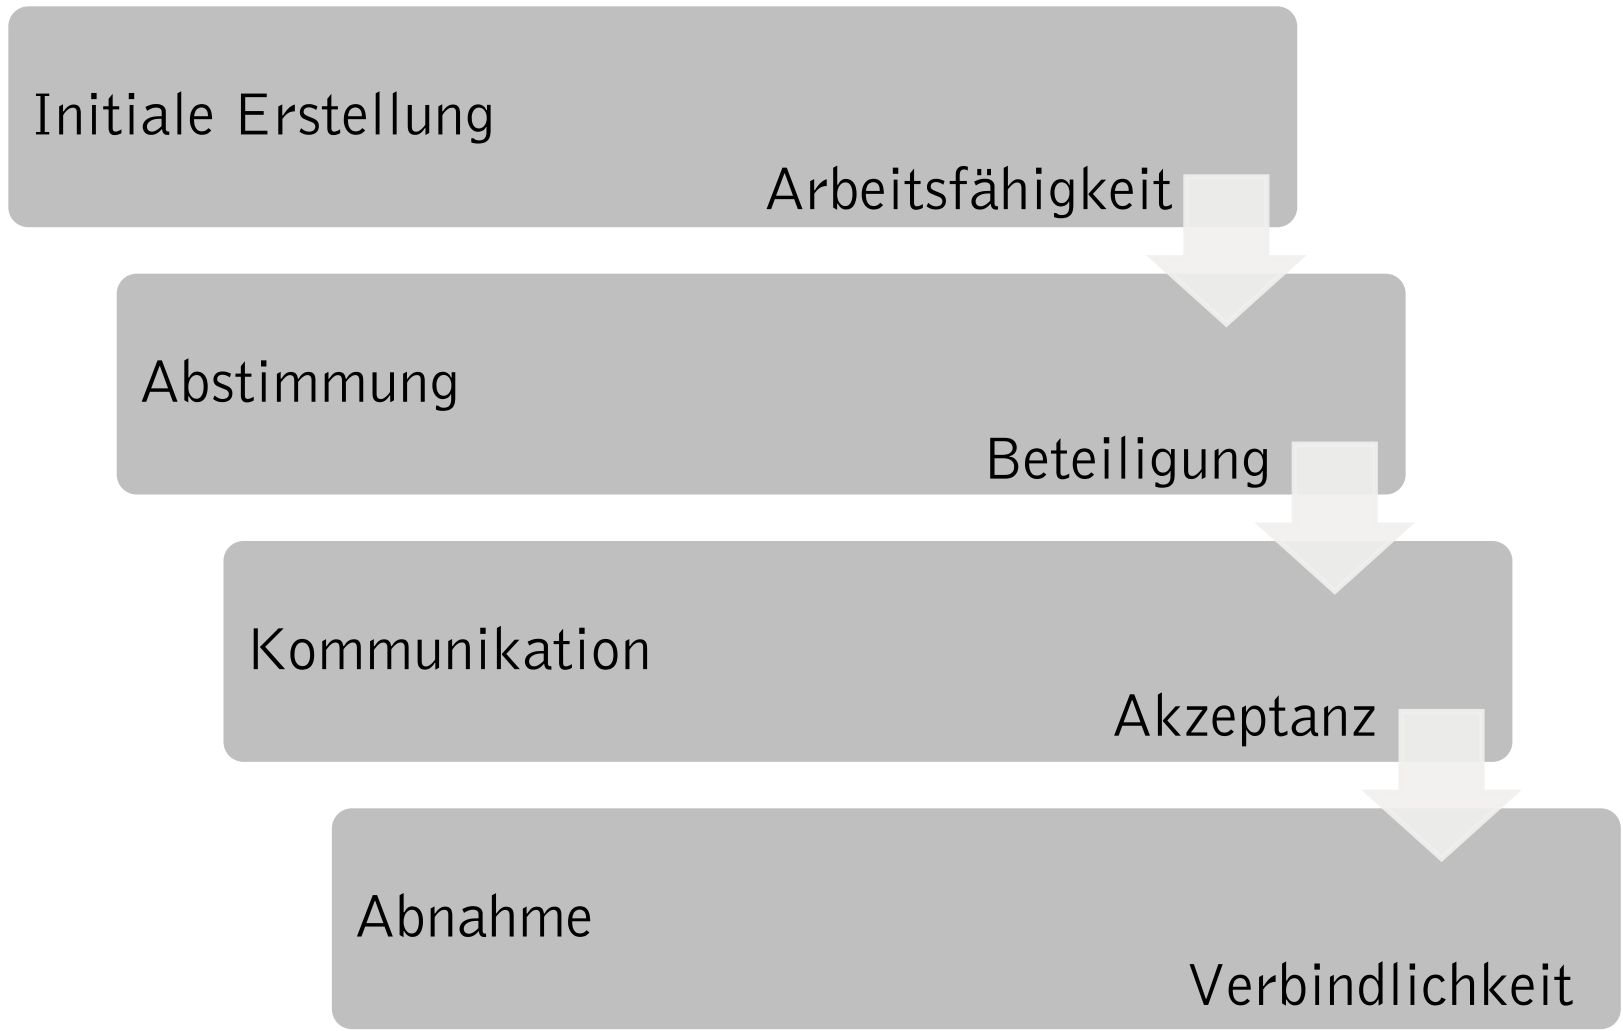 Initiale Erstellung
Arbeitsfähigkeit
Abstimmung
Beteiligung
Kommunikation
Akzeptanz
Abnahme
Verbindlichkeit